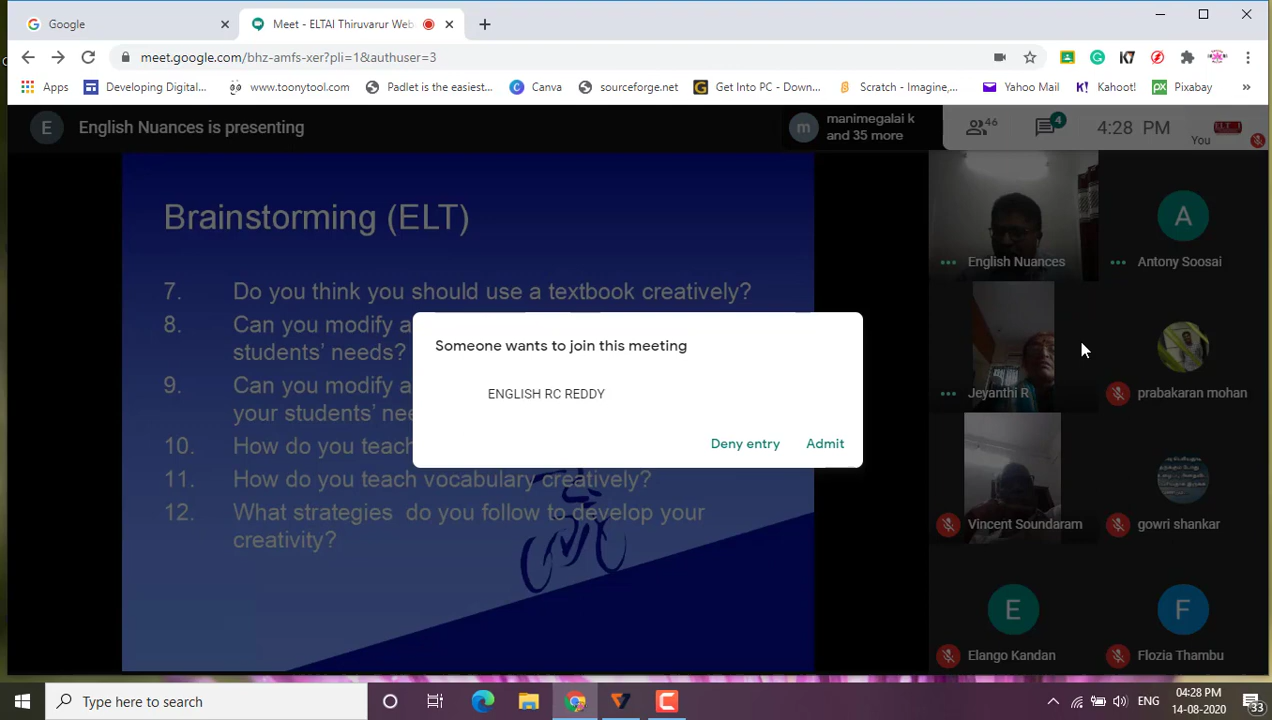 Google
Meet - ELTAI Thiruvarur Web
meet.google.com/bhz-amfs-xer?pli=1&authuser=3
Apps
Developing Digital...
www.tonytool.com
Padlet is the easiest...
Canva
sourceforge.net
Get Into PC - Down...
Scratch - Imagine,...
Yahoo Mail
Kahoot!
Pixabay
E
English Nuances is presenting
m
manimegalai k
and 35 more
46
4
4:28 PM
You
Brainstorming (ELT)
7. Do you think you should use a textbook creatively?
8. Can you modify a
students' needs?
9. Can you modify a
your students' nee
10. How do you teach
11. How do you teach vocabulary creatively?
12. What strategies do you follow to develop your
creativity?
Someone wants to join this meeting
ENGLISH RC REDDY
Deny entry
Admit
English Nuances
A
Antony Soosai
Jeyanthi R
prabakaran mohan
Vincent Soundaram
gowri shankar
E
Elango Kandan
F
Flozia Thambu
Type here to search
ENG
04:28 PM
14-08-2020
33